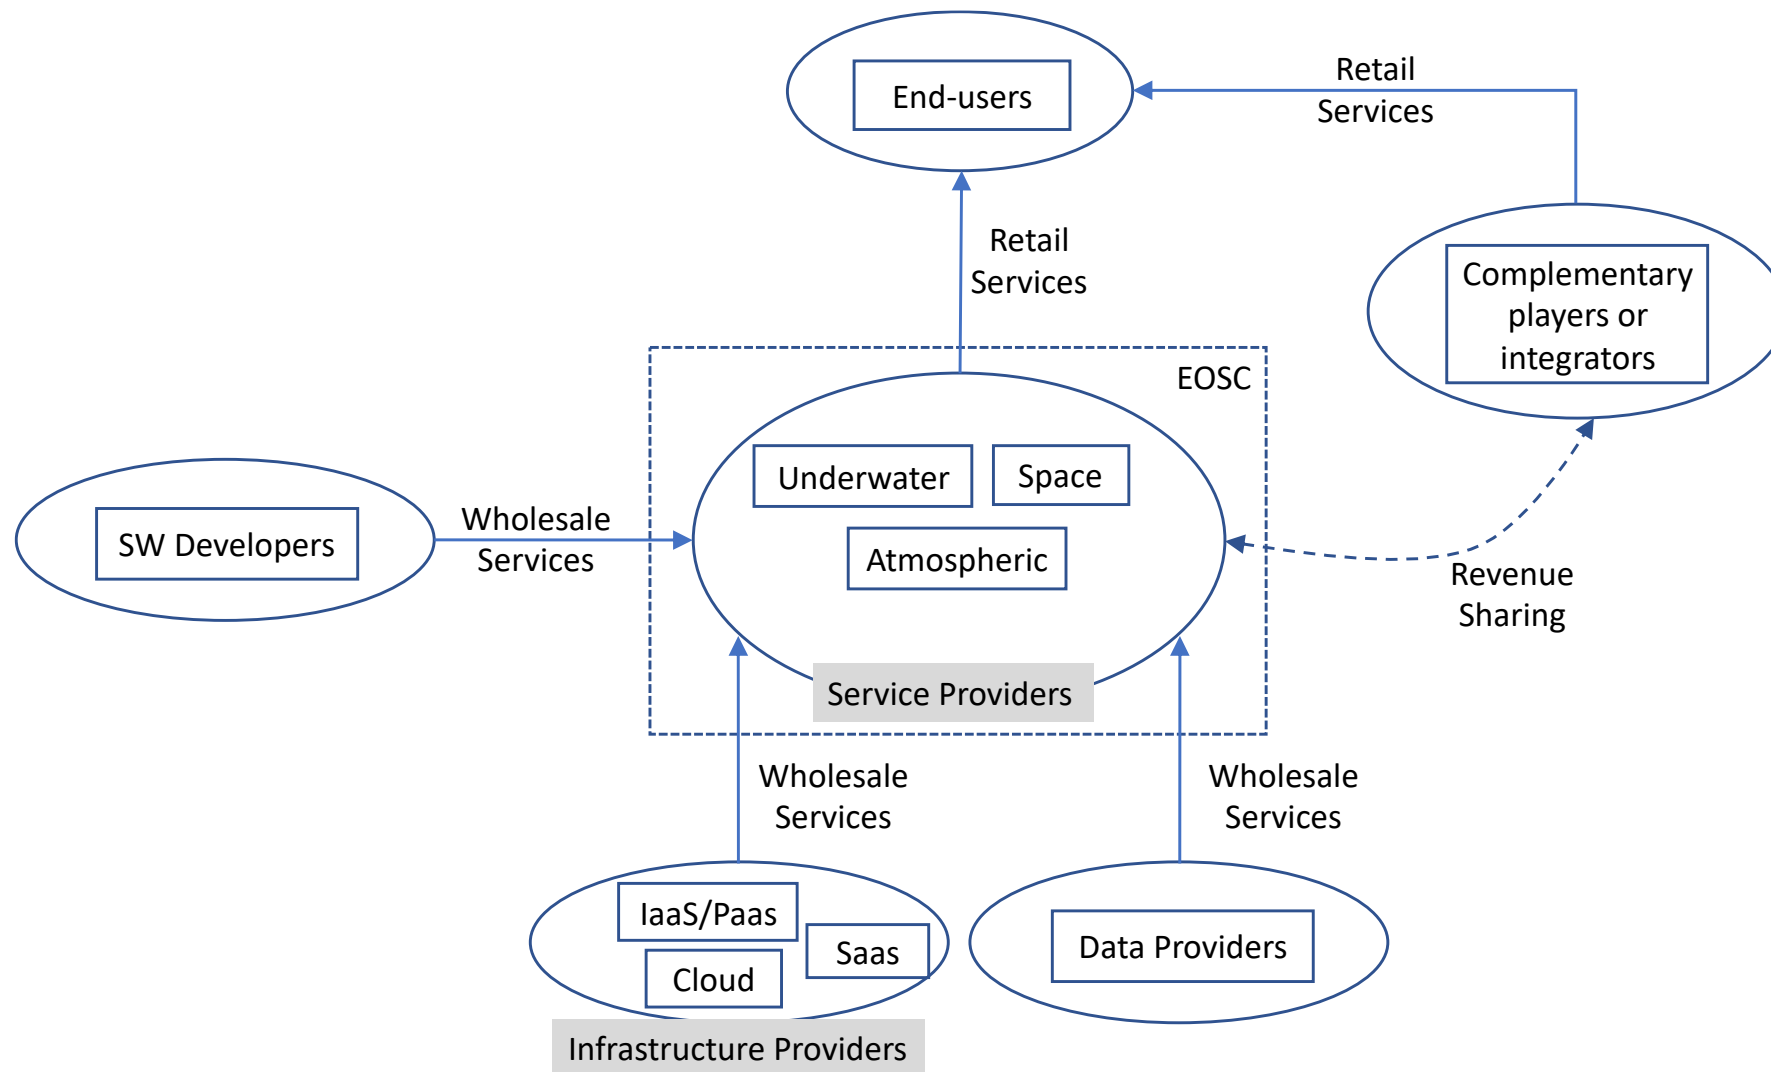 End-users
Retail
Services
Retail
Services
Complementary
players or
integrators
EOSC
Underwater
Space
Atmospheric
SW Developers
Wholesale
Services
Revenue
Sharing
Service Providers
Wholesale
Services
Wholesale
Services
IaaS/Paas
Saas
Cloud
Data Providers
Infrastructure Providers